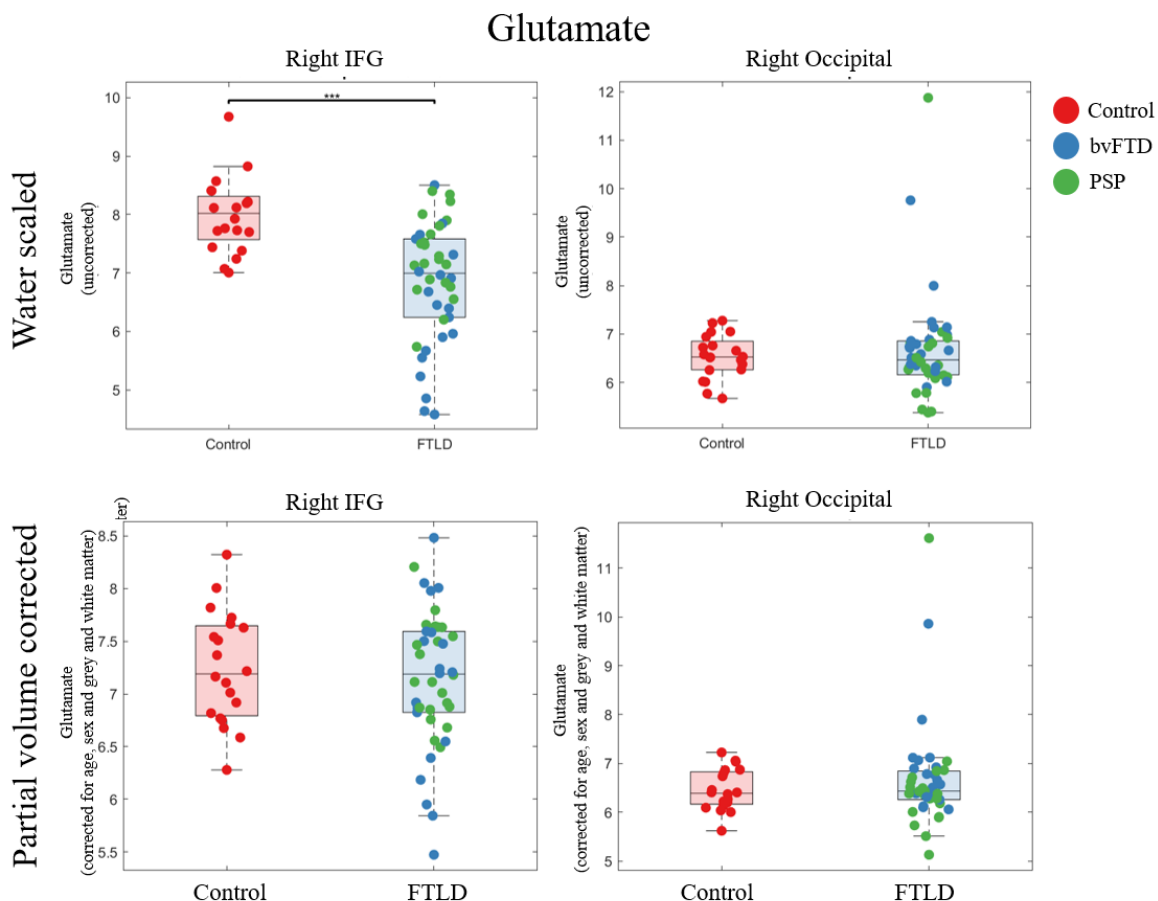 Glutamate
Right IFG
Right Occipital
Water scaled
Glutamate
(uncorrected)
10
9
8
7
6
5
***
Control
FTLD
Glutamate
(uncorrected)
12
11
10
9
8
7
6
Control
FTLD
Control
bvFTD
PSP
Right IFG
Right Occipital
Partial volume corrected
ter)
Glutamate
(corrected for age, sex and grey and white matter)
8.5
8
7.5
7
6.5
6
5.5
Control
FTLD
Glutamate
(corrected for age, sex and grey and white matter)
11
10
9
8
7
6
5
Control
FTLD